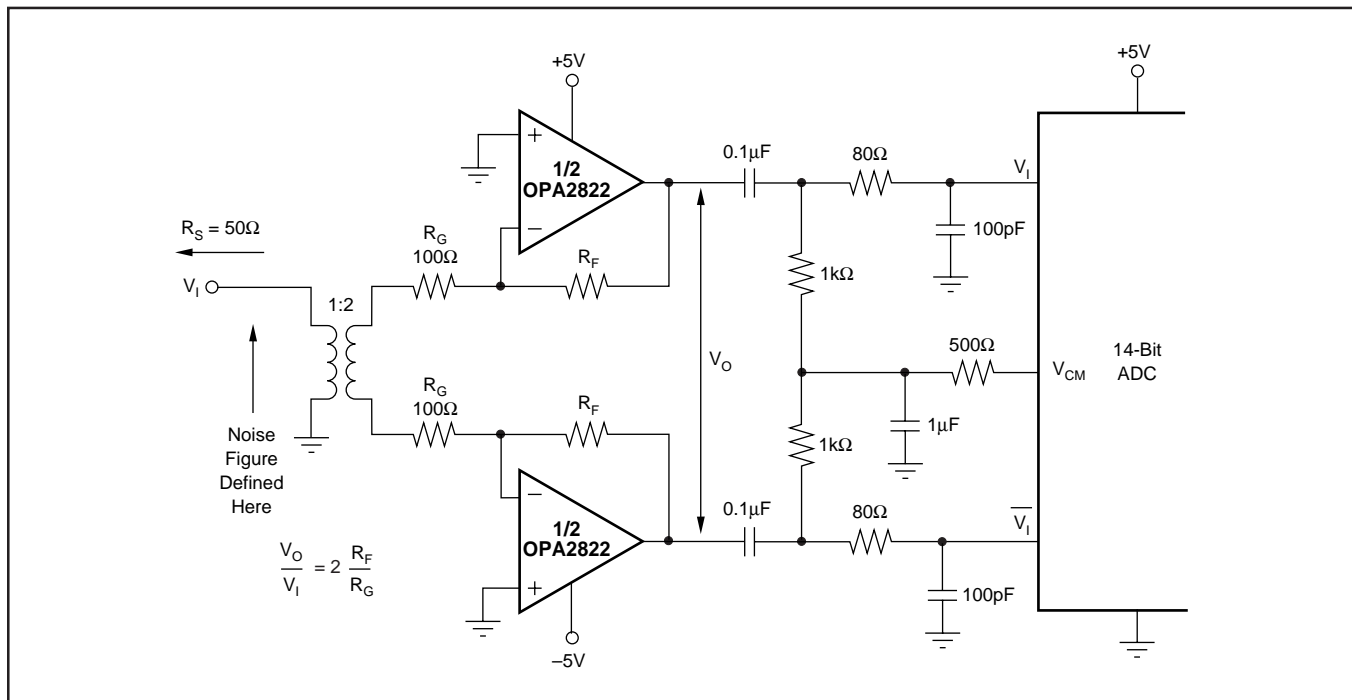 +5V
+5V
+
1/2
OPA2822
−
0.1μF
80Ω
V_I
100pF
R_S = 50Ω
R_G
100Ω
R_F
V_I
1:2
1kΩ
V_O
500Ω
V_CM
14-Bit
ADC
R_G
100Ω
R_F
1μF
1kΩ
Noise
Figure
Defined
Here
−
1/2
OPA2822
+
0.1μF
80Ω
V̅_I̅
100pF
V_O/V_I = 2 R_F/R_G
–5V